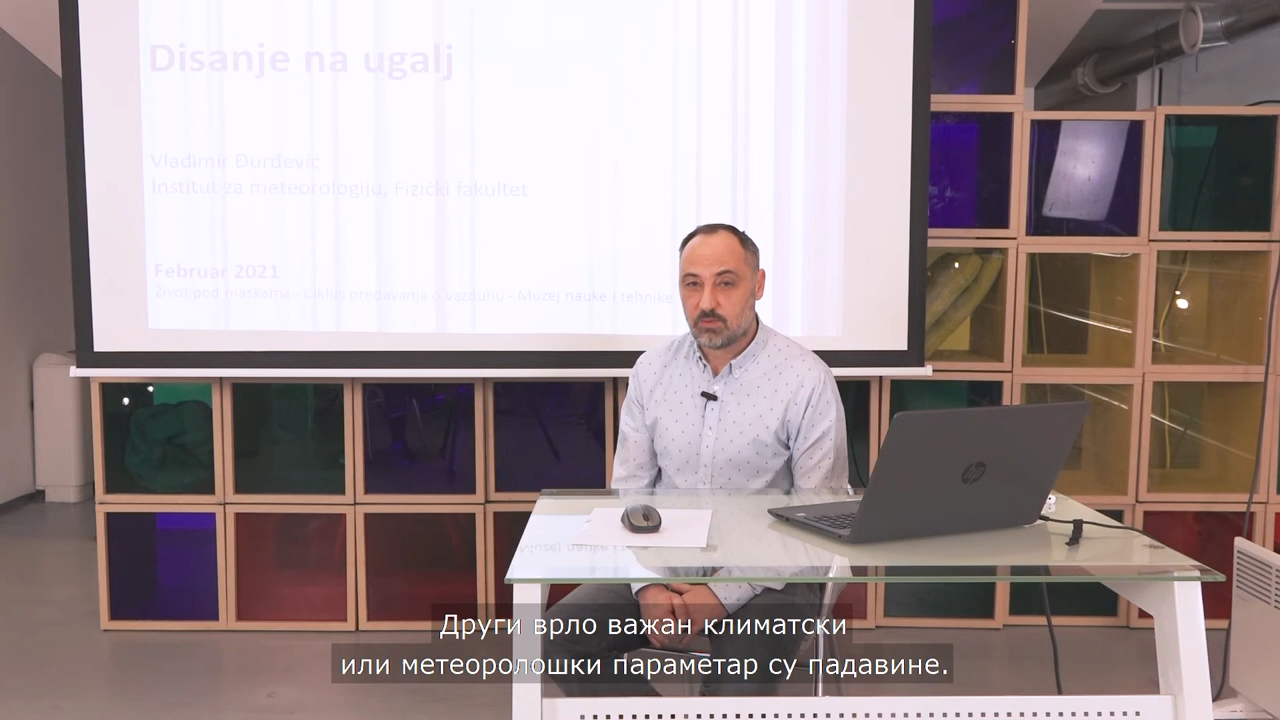 Disanje na ugalj
Vladimir Đurđević
Institut za meteorologiju, Fizički fakultet
Februar 2021
Život pod maskama - Ciklus predavanja o vazduhu - Muzej nauke i tehnike
hp
Други врло важан климатски
или метеоролошки параметар су падавине.